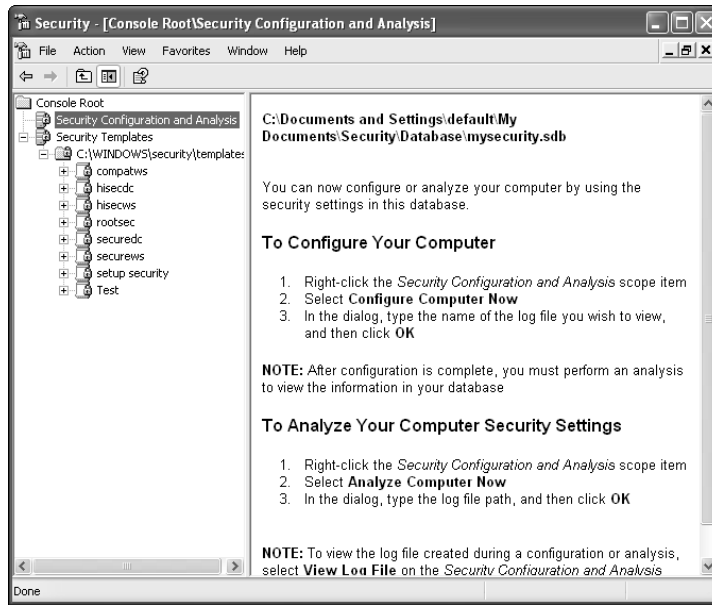 Security - [Console Root\Security Configuration and Analysis]
File Action View Favorites Window Help
Console Root
Security Configuration and Analysis
Security Templates
C:\WINDOWS\security\templates
compatws
hisecdc
hisecws
rootsec
securedc
securews
setup security
Test
C:\Documents and Settings\default\My
Documents\Security\Database\mysecurity.sdb
You can now configure or analyze your computer by using the
security settings in this database.
To Configure Your Computer
1. Right-click the Security Configuration and Analysis scope item
2. Select Configure Computer Now
3. In the dialog, type the name of the log file you wish to view,
and then click OK
NOTE: After configuration is complete, you must perform an analysis
to view the information in your database
To Analyze Your Computer Security Settings
1. Right-click the Security Configuration and Analysis scope item
2. Select Analyze Computer Now
3. In the dialog, type the log file path, and then click OK
NOTE: To view the log file created during a configuration or analysis,
select View Log File on the Security Configuration and Analysis
Done